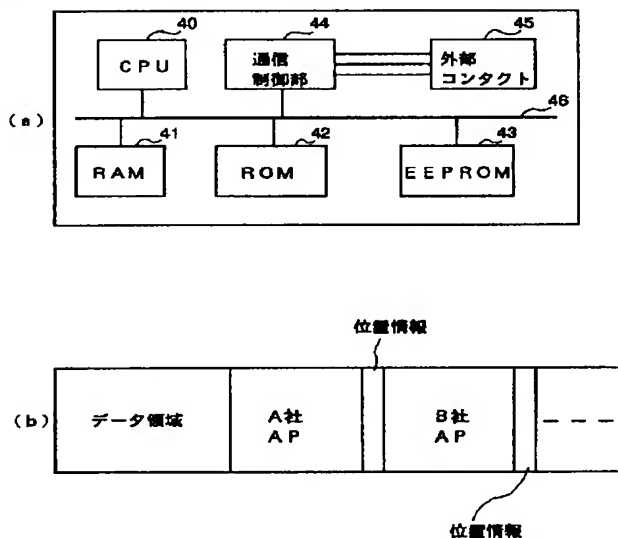 40
44
45
CPU
通信
制御部
外部
コンタクト
(a)
46
41
42
43
RAM
ROM
EEPROM
位置情報
(b)
データ領域
A社
AP
B社
AP
位置情報